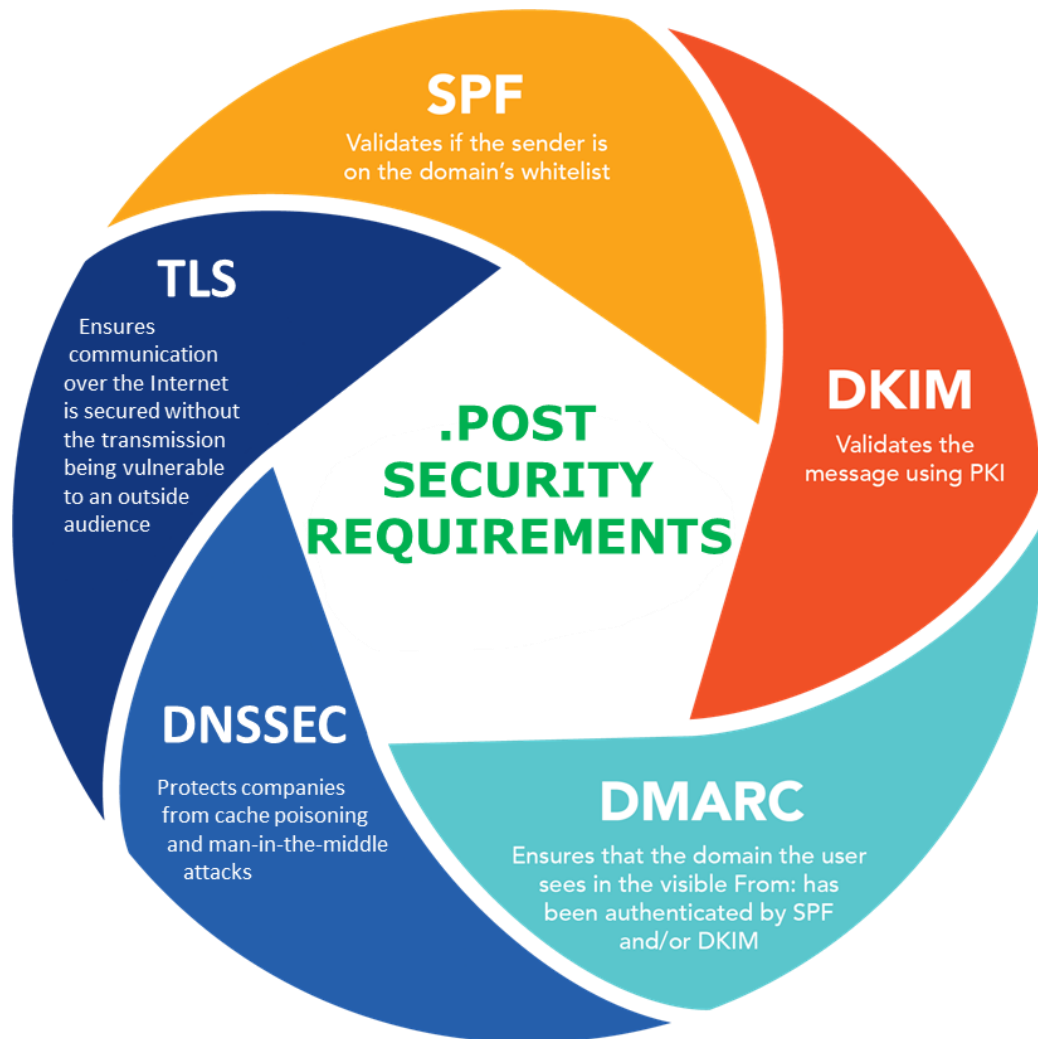 SPF
Validates if the sender is
on the domain's whitelist
DKIM
Validates the
message using PKI
DMARC
Ensures that the domain the user
sees in the visible From: has
been authenticated by SPF
and/or DKIM
DNSSEC
Protects companies
from cache poisoning
and man-in-the-middle
attacks
TLS
Ensures
communication
over the Internet
is secured without
the transmission
being vulnerable
to an outside
audience
.POST
SECURITY
REQUIREMENTS